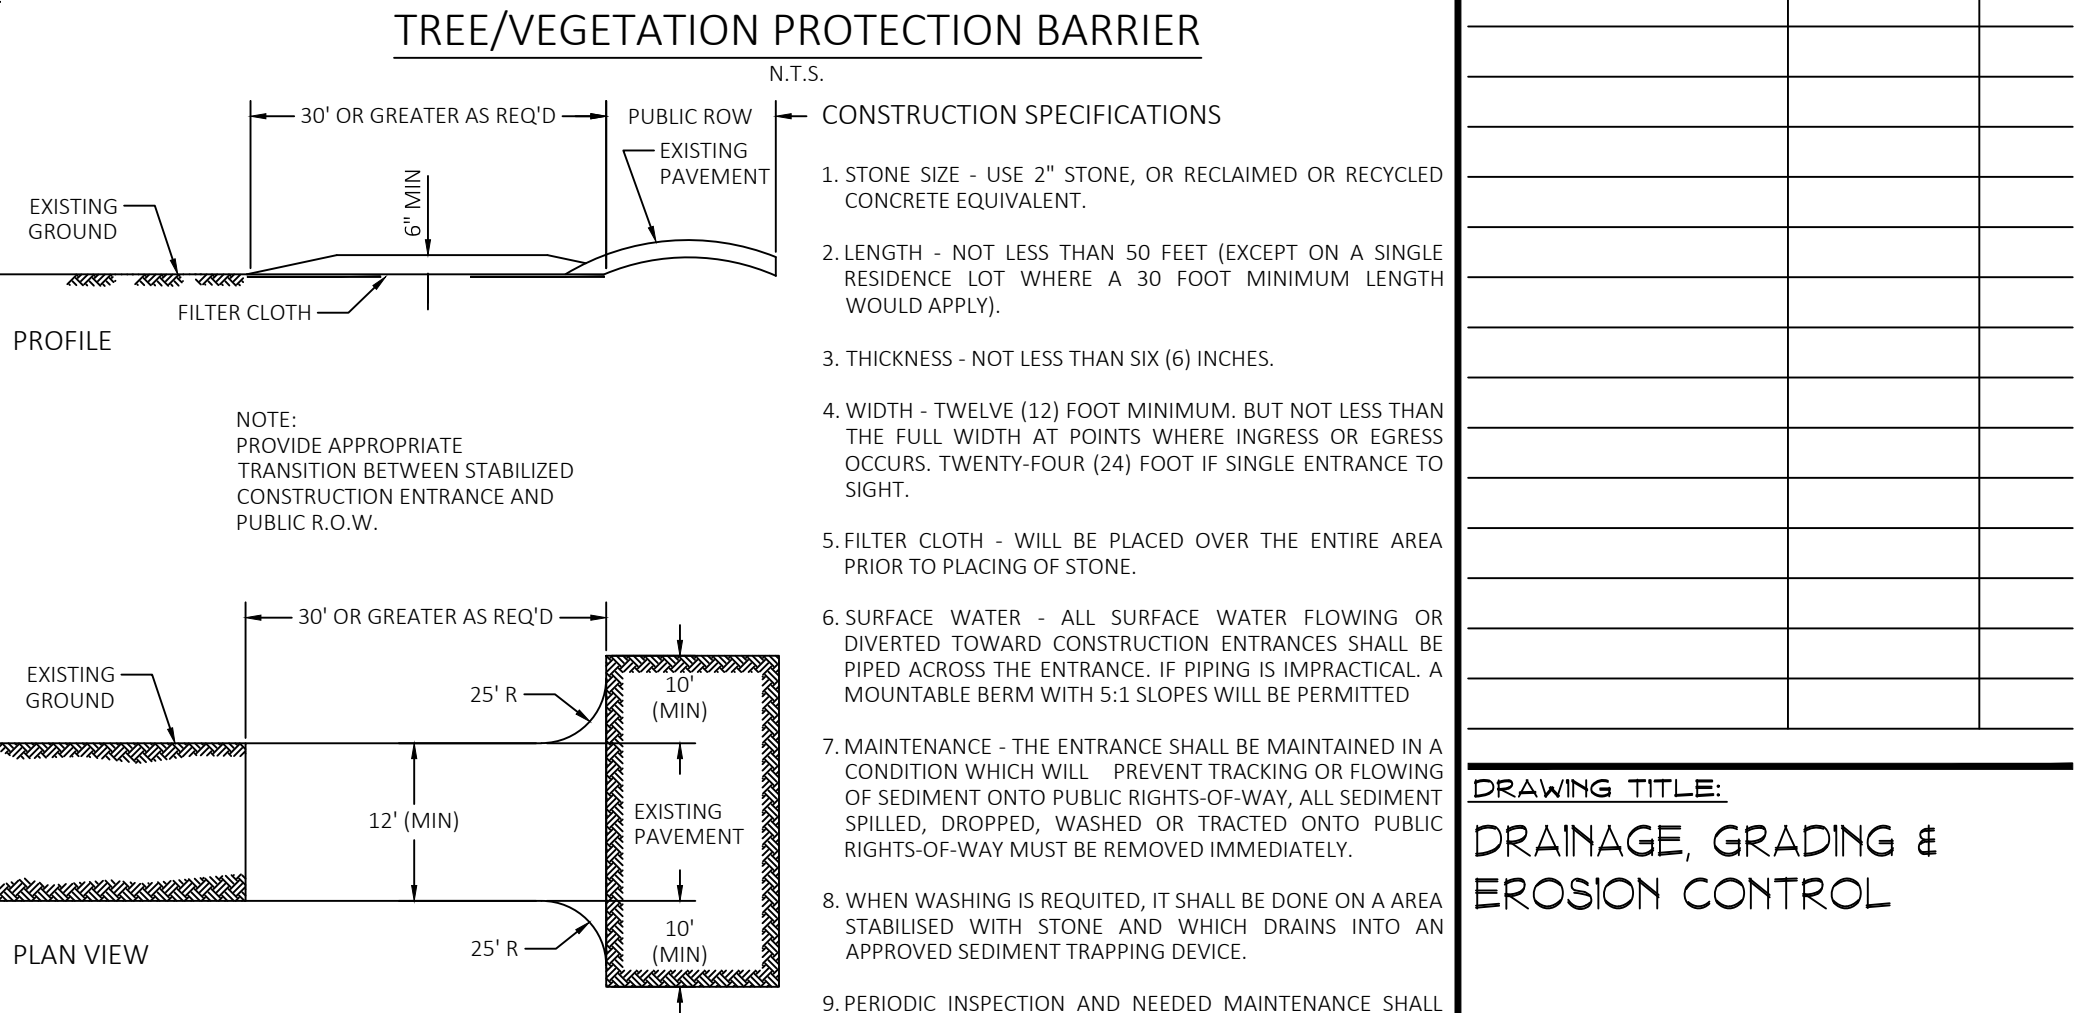 TREE/VEGETATION PROTECTION BARRIER
N.T.S.
30' OR GREATER AS REQ'D
PUBLIC ROW
EXISTING
PAVEMENT
6" MIN
EXISTING
GROUND
FILTER CLOTH
PROFILE
NOTE:
PROVIDE APPROPRIATE
TRANSITION BETWEEN STABILIZED
CONSTRUCTION ENTRANCE AND
PUBLIC R.O.W.
30' OR GREATER AS REQ'D
EXISTING
GROUND
25' R
10'
(MIN)
12' (MIN)
EXISTING
PAVEMENT
25' R
10'
(MIN)
PLAN VIEW
CONSTRUCTION SPECIFICATIONS
1. STONE SIZE - USE 2" STONE, OR RECLAIMED OR RECYCLED
CONCRETE EQUIVALENT.
2. LENGTH - NOT LESS THAN 50 FEET (EXCEPT ON A SINGLE
RESIDENCE LOT WHERE A 30 FOOT MINIMUM LENGTH
WOULD APPLY).
3. THICKNESS - NOT LESS THAN SIX (6) INCHES.
4. WIDTH - TWELVE (12) FOOT MINIMUM. BUT NOT LESS THAN
THE FULL WIDTH AT POINTS WHERE INGRESS OR EGRESS
OCCURS. TWENTY-FOUR (24) FOOT IF SINGLE ENTRANCE TO
SIGHT.
5. FILTER CLOTH - WILL BE PLACED OVER THE ENTIRE AREA
PRIOR TO PLACING OF STONE.
6. SURFACE WATER - ALL SURFACE WATER FLOWING OR
DIVERTED TOWARD CONSTRUCTION ENTRANCES SHALL BE
PIPED ACROSS THE ENTRANCE. IF PIPING IS IMPRACTICAL. A
MOUNTABLE BERM WITH 5:1 SLOPES WILL BE PERMITTED
7. MAINTENANCE - THE ENTRANCE SHALL BE MAINTAINED IN A
CONDITION WHICH WILL PREVENT TRACKING OR FLOWING
OF SEDIMENT ONTO PUBLIC RIGHTS-OF-WAY, ALL SEDIMENT
SPILLED, DROPPED, WASHED OR TRACTED ONTO PUBLIC
RIGHTS-OF-WAY MUST BE REMOVED IMMEDIATELY.
8. WHEN WASHING IS REQUITED, IT SHALL BE DONE ON A AREA
STABILISED WITH STONE AND WHICH DRAINS INTO AN
APPROVED SEDIMENT TRAPPING DEVICE.
9. PERIODIC INSPECTION AND NEEDED MAINTENANCE SHALL
DRAWING TITLE:
DRAINAGE, GRADING &
EROSION CONTROL